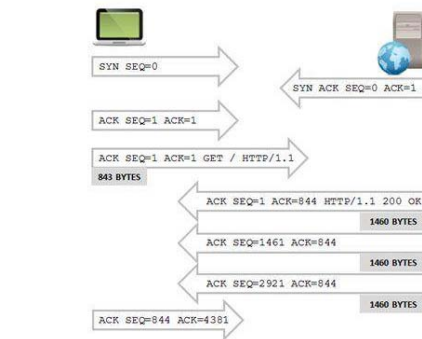 SYN SEQ=0
SYN ACK SEQ=0 ACK=1
ACK SEQ=1 ACK=1
ACK SEQ=1 ACK=1 GET / HTTP/1.1
843 BYTES
ACK SEQ=1 ACK=844 HTTP/1.1 200 OK
1460 BYTES
ACK SEQ=1461 ACK=844
1460 BYTES
ACK SEQ=2921 ACK=844
1460 BYTES
ACK SEQ=844 ACK=4381